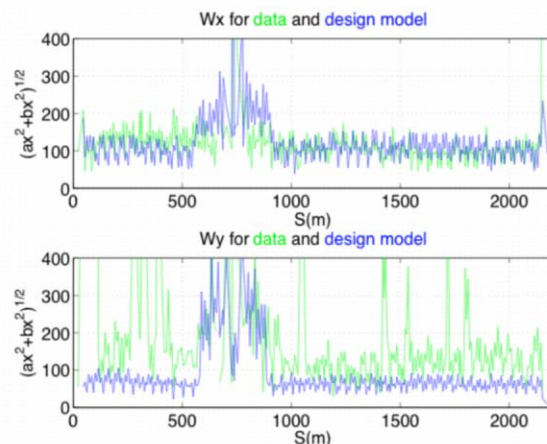 Wx for data and design model
(ax²+bx²)^1/2
400
300
200
100
0
0 500 1000 1500 2000
S(m)
Wy for data and design model
(ax²+bx²)^1/2
400
300
200
100
0
0 500 1000 1500 2000
S(m)